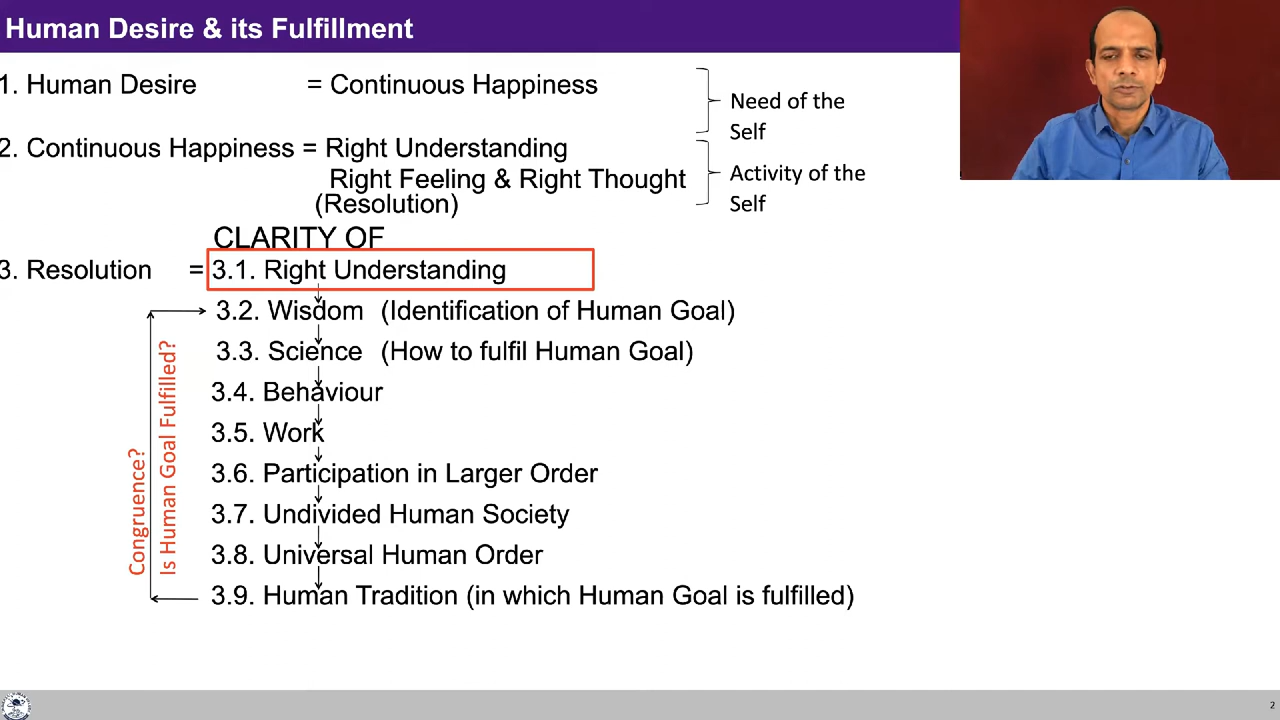 Human Desire & its Fulfillment
1. Human Desire = Continuous Happiness
Need of the
Self
2. Continuous Happiness = Right Understanding
Right Feeling & Right Thought
(Resolution)
Activity of the
Self
CLARITY OF
3. Resolution = 3.1. Right Understanding
3.2. Wisdom (Identification of Human Goal)
3.3. Science (How to fulfil Human Goal)
3.4. Behaviour
3.5. Work
3.6. Participation in Larger Order
3.7. Undivided Human Society
3.8. Universal Human Order
3.9. Human Tradition (in which Human Goal is fulfilled)
Congruence?
Is Human Goal Fulfilled?
2